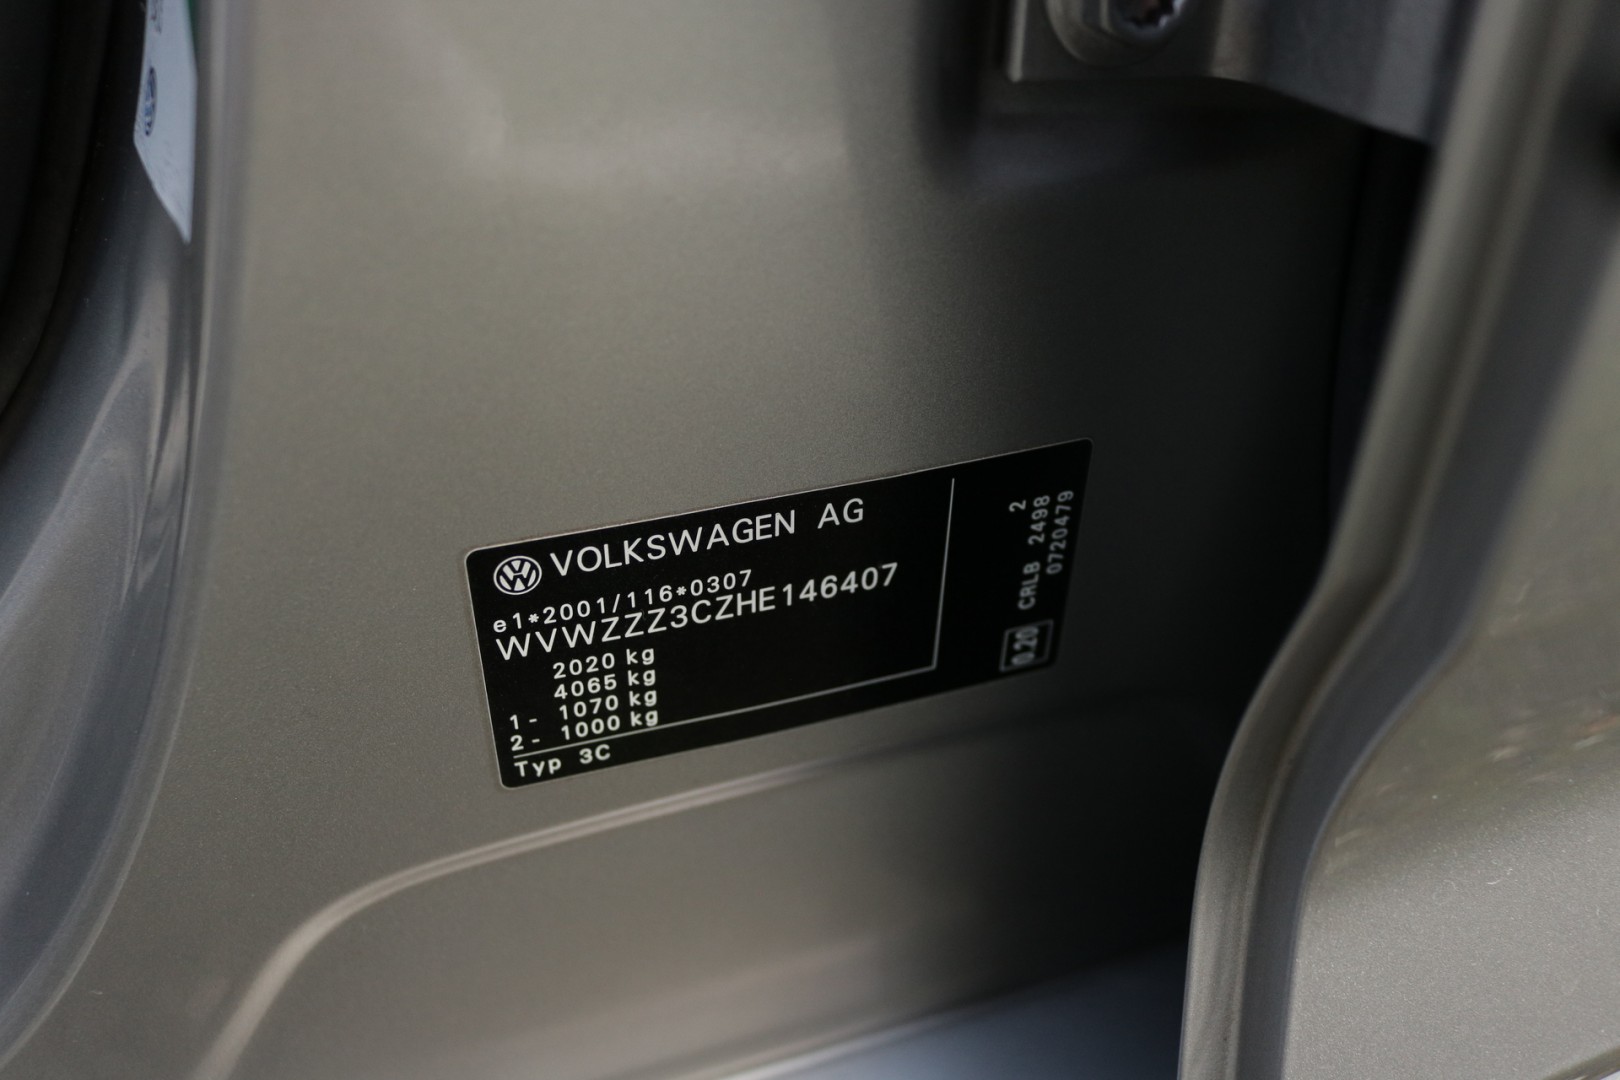 VOLKSWAGEN AG
e1*2001/116*0307
WVWZZZ3CZHE146407
2020 kg
4065 kg
1- 1070 kg
2- 1000 kg
Typ 3C
2
0.20 CRLB 2498
0720479